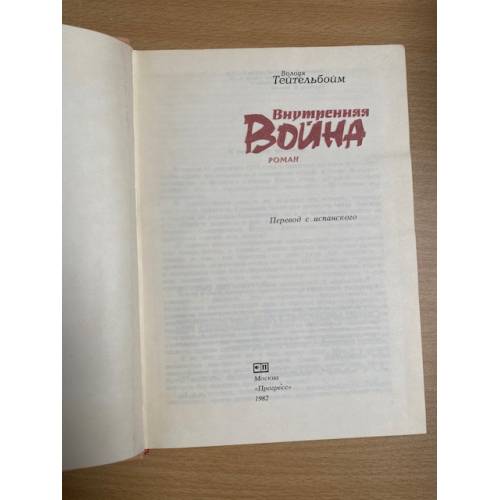 Володя
Тейтельбойм
Внутренняя
ВОЙНА
РОМАН
Перевод с испанского
Москва
«Прогресс»
1982